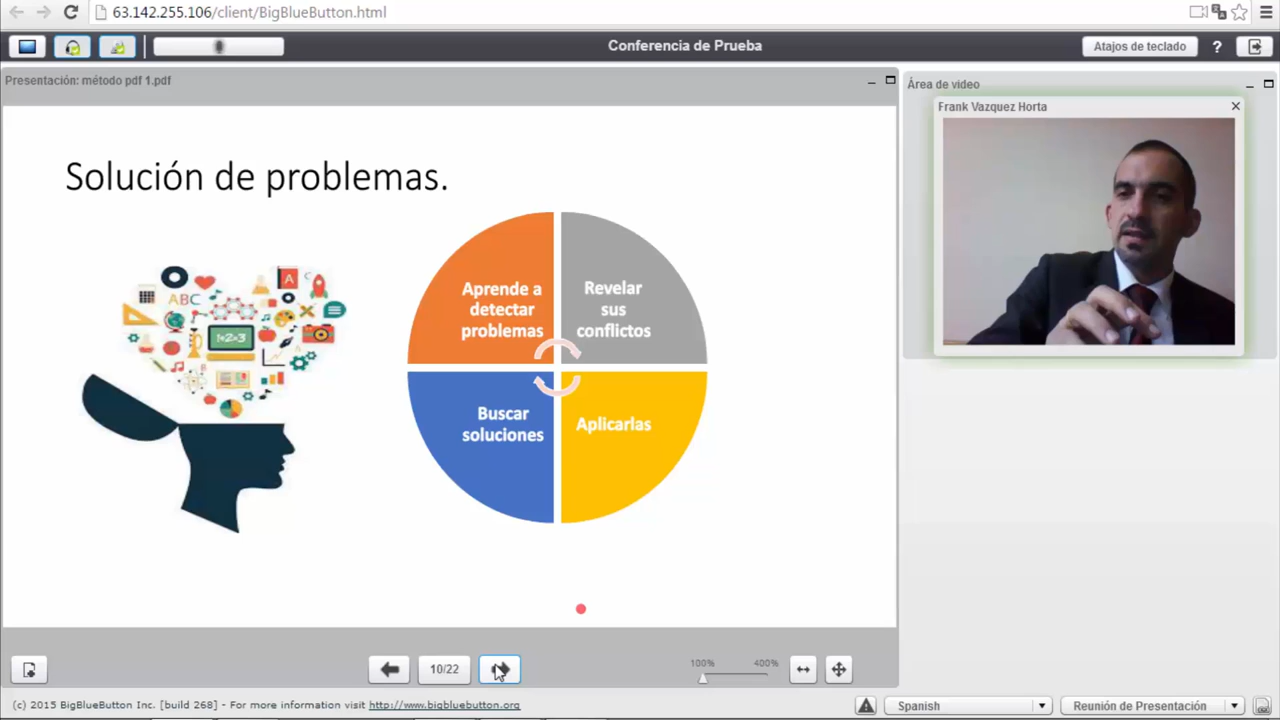 63.142.255.106/client/BigBlueButton.html
Conferencia de Prueba
Atajos de teclado
?
Presentación: método pdf 1.pdf
Área de video
Frank Vazquez Horta
Solución de problemas.
Aprende a
detectar
problemas
Revelar
sus
conflictos
Buscar
soluciones
Aplicarlas
A
ABC
1+2=3
10/22
100%
400%
(c) 2015 BigBlueButton Inc. [build 268] - For more information visit http://www.bigbluebutton.org
Spanish
Reunión de Presentación